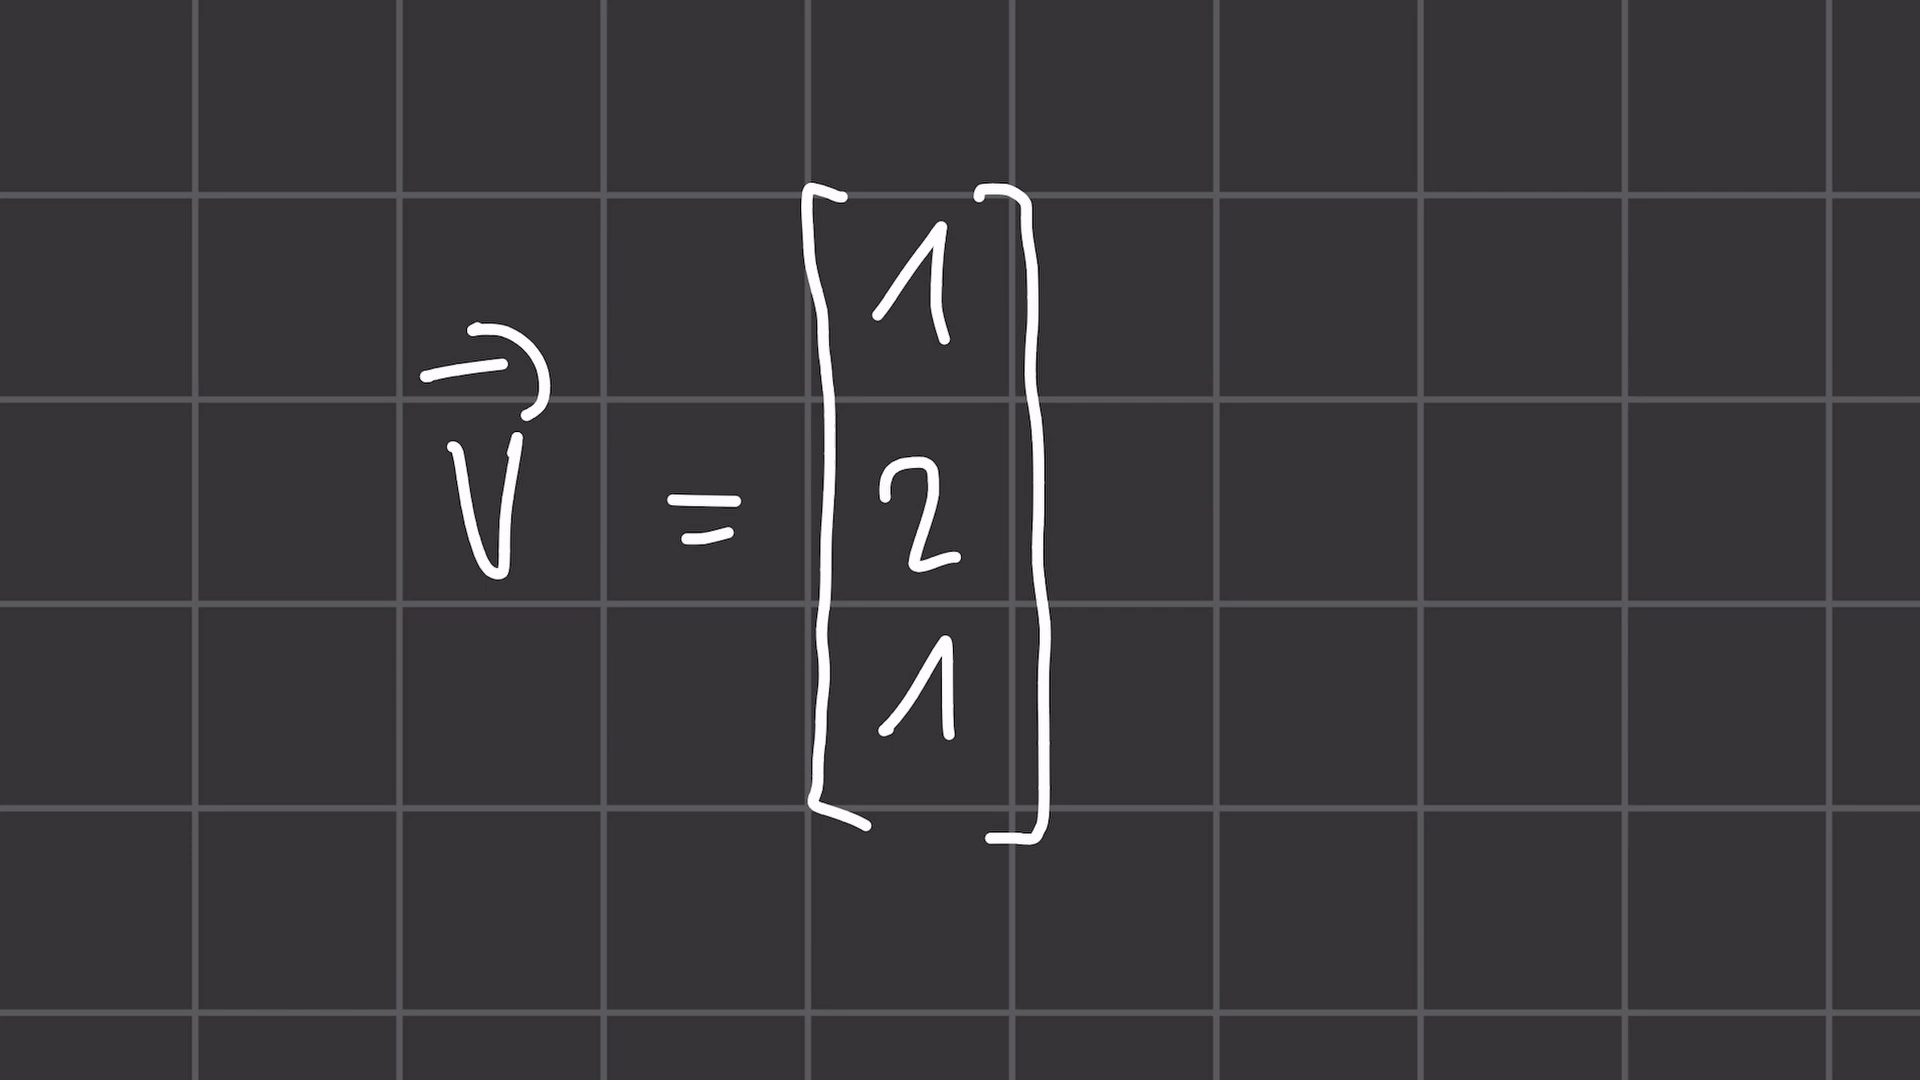 v⃗ = [1
2
1]